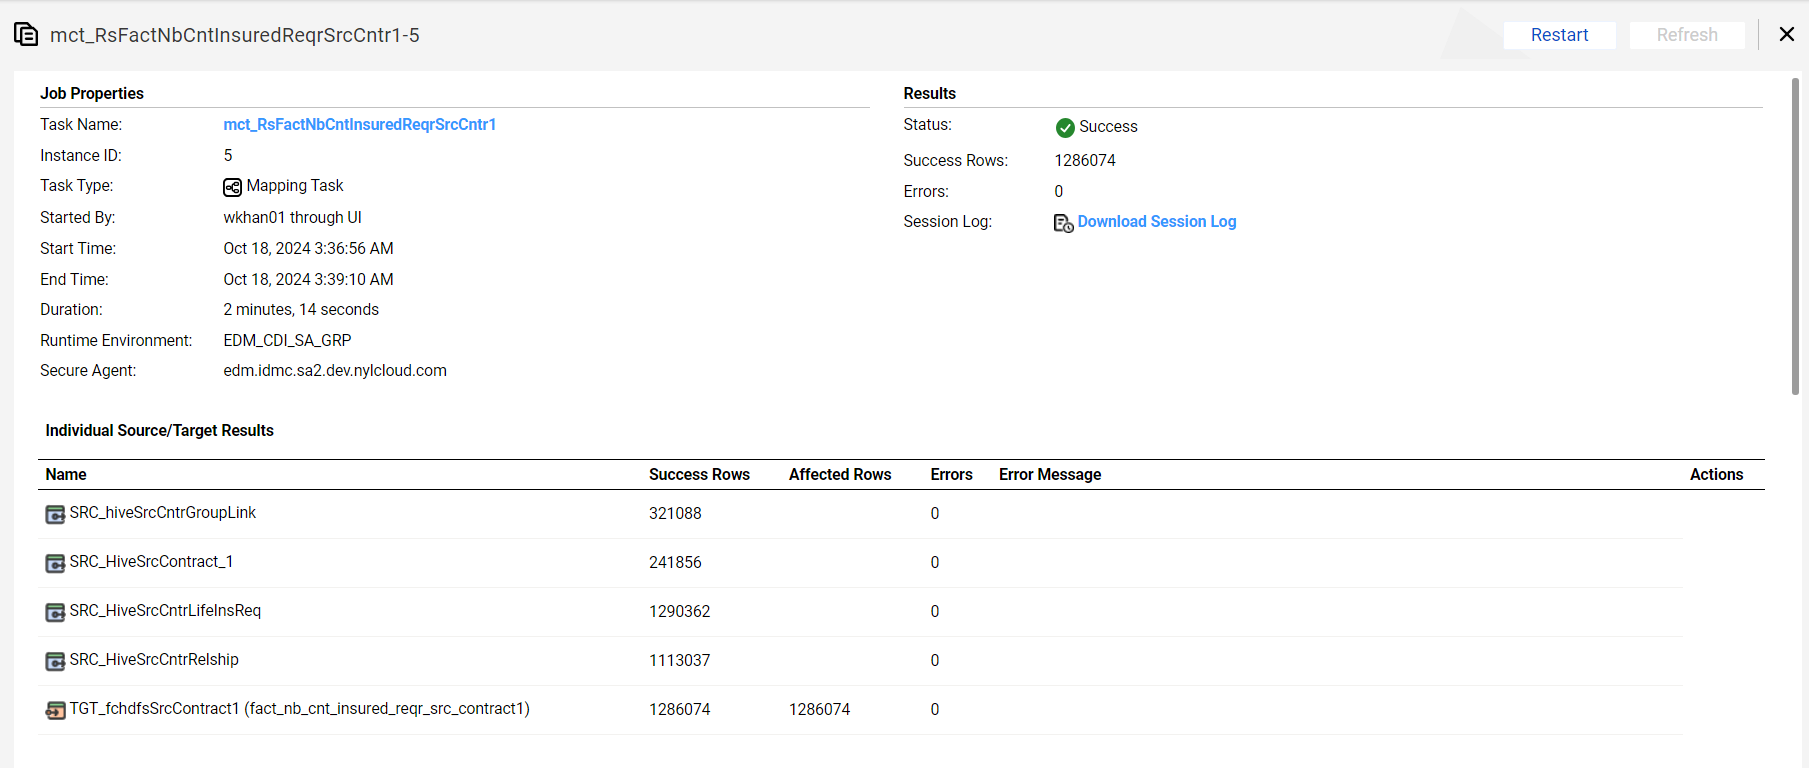 mct_RsFactNbCntInsuredReqrSrcCntr1-5
Restart
Refresh
Job Properties
Task Name: mct_RsFactNbCntInsuredReqrSrcCntr1
Instance ID: 5
Task Type: Mapping Task
Started By: wkhan01 through UI
Start Time: Oct 18, 2024 3:36:56 AM
End Time: Oct 18, 2024 3:39:10 AM
Duration: 2 minutes, 14 seconds
Runtime Environment: EDM_CDI_SA_GRP
Secure Agent: edm.idmc.sa2.dev.nylcloud.com
Results
Status: Success
Success Rows: 1286074
Errors: 0
Session Log: Download Session Log
Individual Source/Target Results
Name Success Rows Affected Rows Errors Error Message Actions
SRC_hiveSrcCntrGroupLink 321088 0
SRC_HiveSrcContract_1 241856 0
SRC_HiveSrcCntrLifeInsReq 1290362 0
SRC_HiveSrcCntrRelship 1113037 0
TGT_fchdfsSrcContract1 (fact_nb_cnt_insured_reqr_src_contract1) 1286074 1286074 0